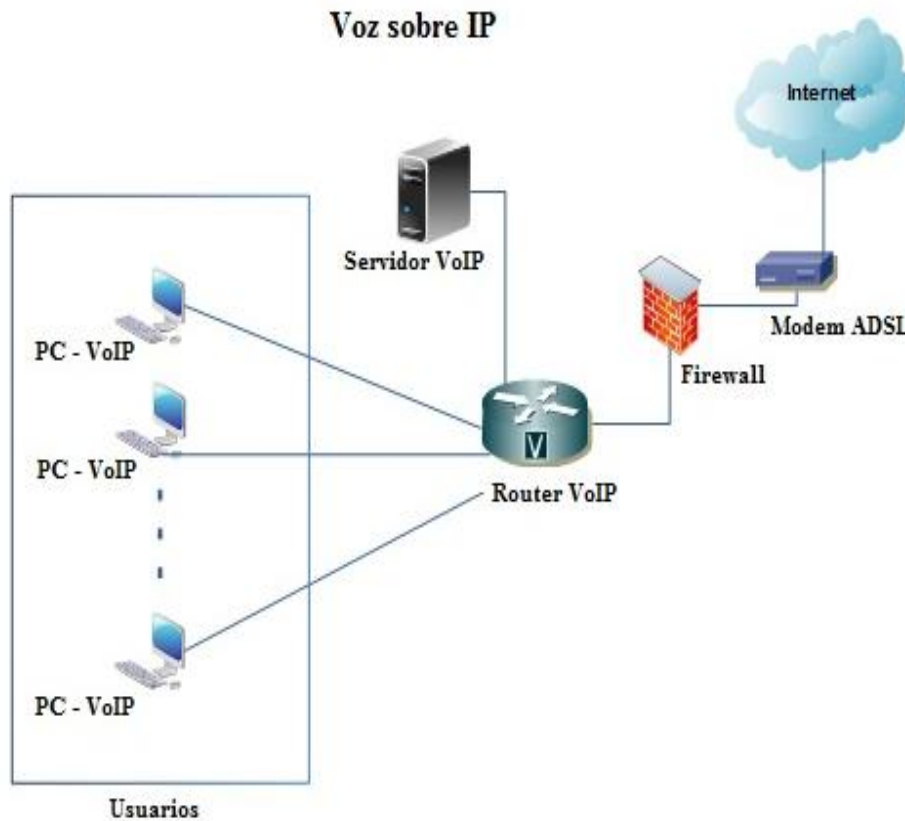 Voz sobre IP
Internet
Servidor VoIP
Modem ADSL
PC - VoIP
Firewall
PC - VoIP
V
Router VoIP
PC - VoIP
Usuarios